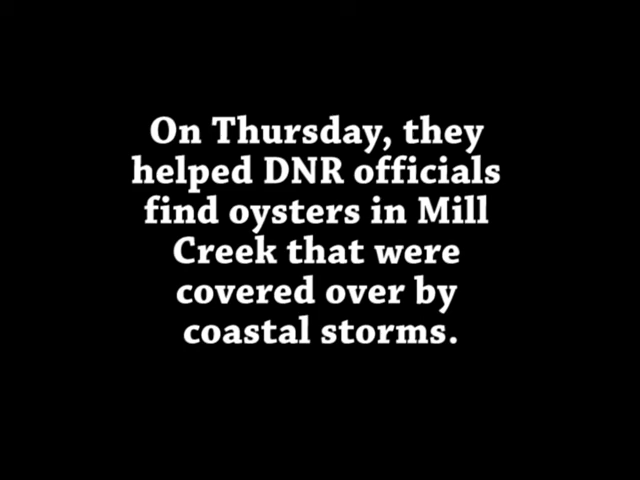 On Thursday, they
helped DNR officials
find oysters in Mill
Creek that were
covered over by
coastal storms.